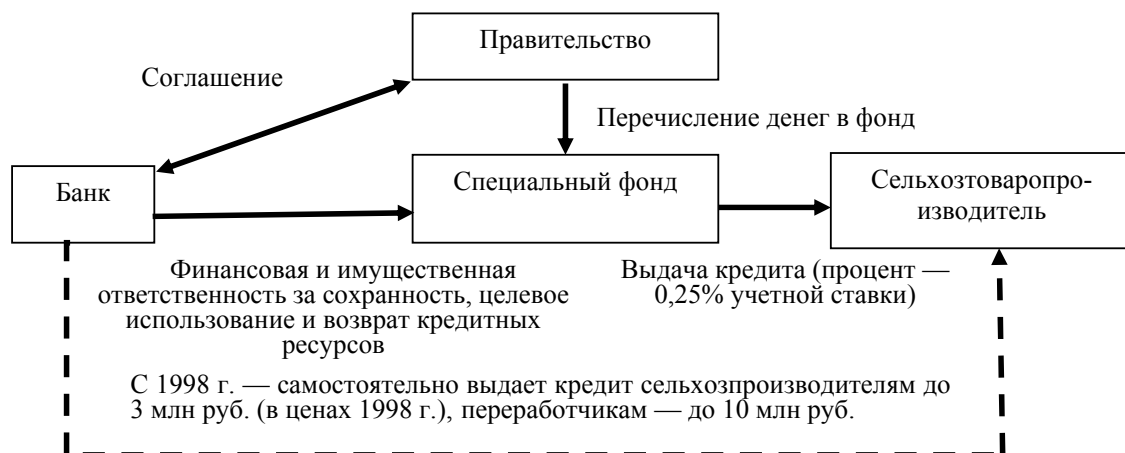 Правительство
Соглашение
Перечисление денег в фонд
Банк
Специальный фонд
Сельхозтоваропро-
изводитель
Финансовая и имущественная
ответственность за сохранность, целевое
использование и возврат кредитных
ресурсов
Выдача кредита (процент —
0,25% учетной ставки)
С 1998 г. — самостоятельно выдает кредит сельхозпроизводителям до
3 млн руб. (в ценах 1998 г.), переработчикам — до 10 млн руб.